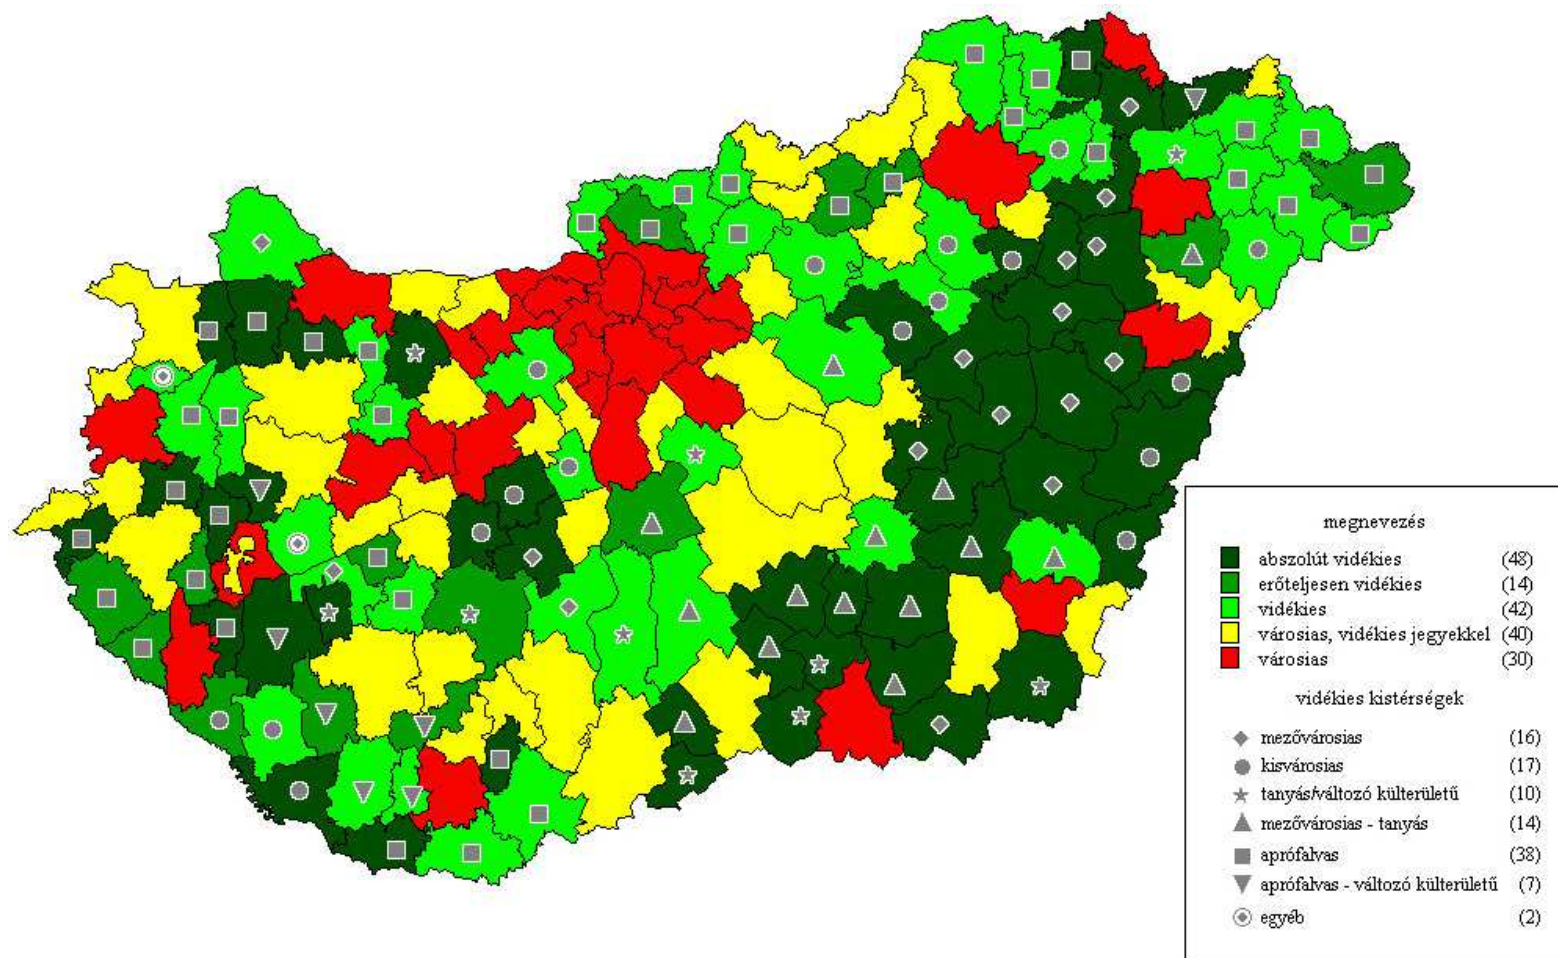 megnevezés
abszolút vidékies (48)
erőteljesen vidékies (14)
vidékies (42)
városias, vidékies jegyekkel (40)
városias (30)
vidékies kistérségek
mezővárosias (16)
kisvárosias (17)
tanyás/változó külterületű (10)
mezővárosias - tanyás (14)
aprófalvas (38)
aprófalvas - változó külterületű (7)
egyéb (2)